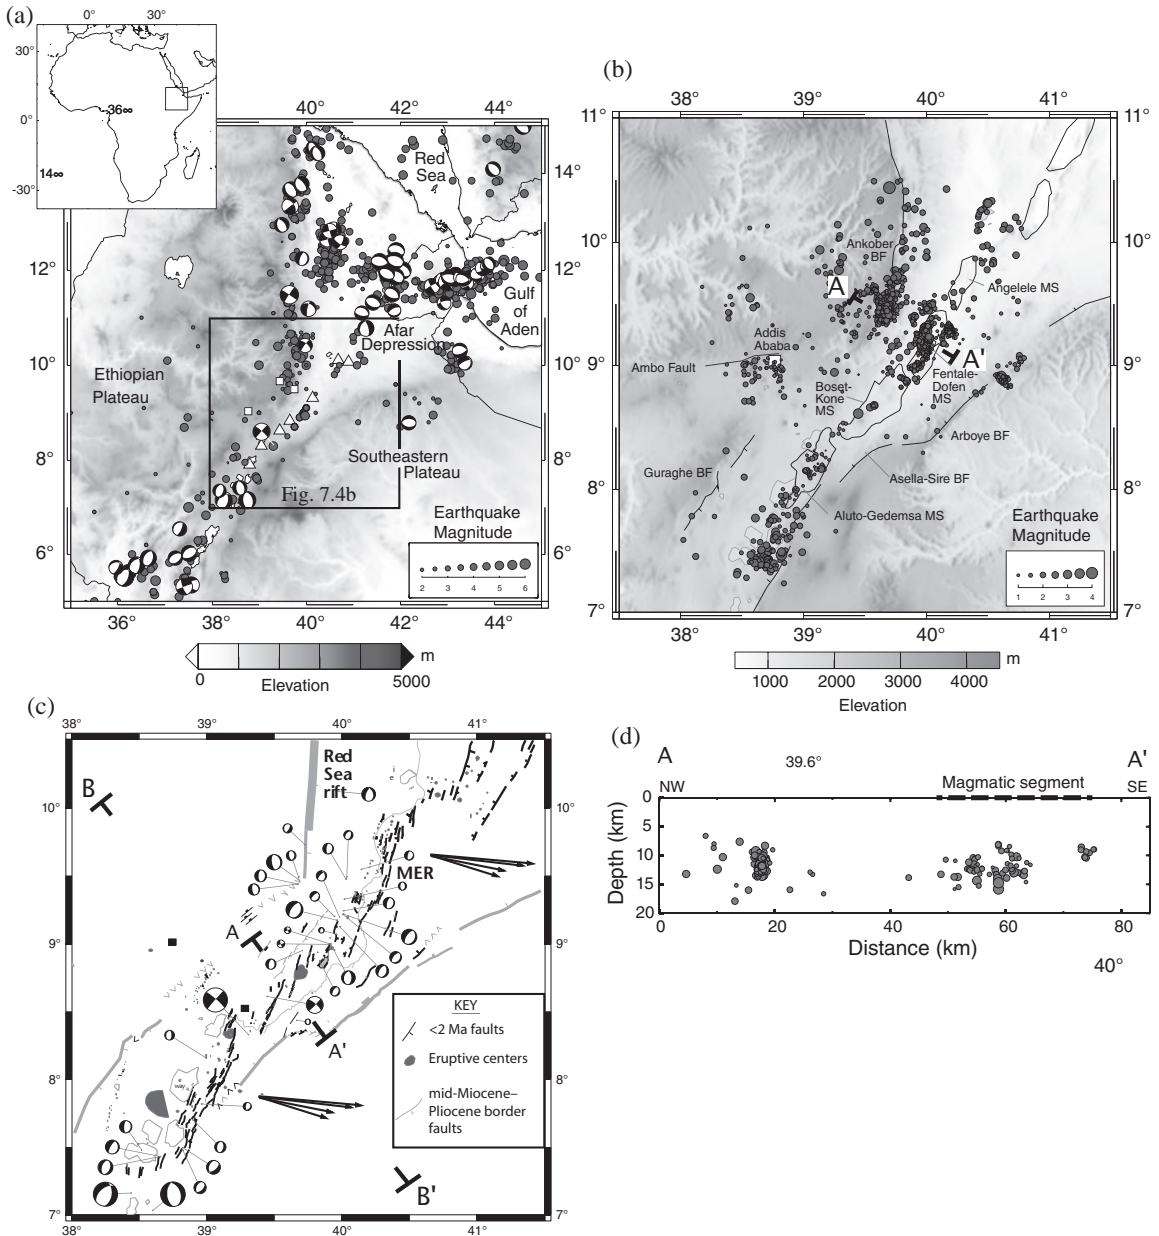 (a)
0°
30°
30°
0°
-30°
36∞
14∞
40°
42°
44°
14°
12°
10°
8°
6°
Red
Sea
Gulf
of
Aden
Afar
Depression
Ethiopian
Plateau
Southeastern
Plateau
Fig. 7.4b
Earthquake
Magnitude
2 3 4 5 6
36°
38°
40°
42°
44°
0
5000
m
Elevation
(b)
38°
39°
40°
41°
11°
11°
10°
10°
9°
9°
8°
8°
7°
7°
Ankober
BF
A
Angelele MS
Addis
Ababa
A'
Ambo Fault
Fentale-
Dofen
MS
Boset-
Kone
MS
Arboye BF
Guraghe BF
Asella-Sire BF
Aluto-Gedemsa MS
Earthquake
Magnitude
1 2 3 4
38°
39°
40°
41°
1000 2000 3000 4000
m
Elevation
(c)
38°
39°
40°
41°
Red
Sea
rift
B
10°
10°
MER
A
9°
9°
A'
KEY
<2 Ma faults
Eruptive centers
mid-Miocene–
Pliocene border
faults
8°
8°
B'
7°
7°
38°
39°
40°
41°
(d)
A
39.6°
A'
NW
Magmatic segment
SE
0
5
10
15
20
Depth (km)
0 20 40 60 80
Distance (km)
40°